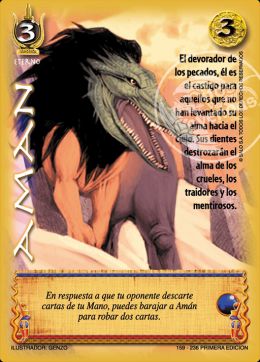 3
ETERNO
3
AMAN
El devorador de
los pecados, él es
el castigo para
aquellos que no
han levantado su
alma hacia el
cielo. Sus dientes
destrozarán el
alma de los
crueles, los
traidores y los
mentirosos.
En respuesta a que tu oponente descarte
cartas de tu Mano, puedes barajar a Amán
para robar dos cartas.
ILUSTRADOR: GENZO
159 - 236 PRIMERA EDICION